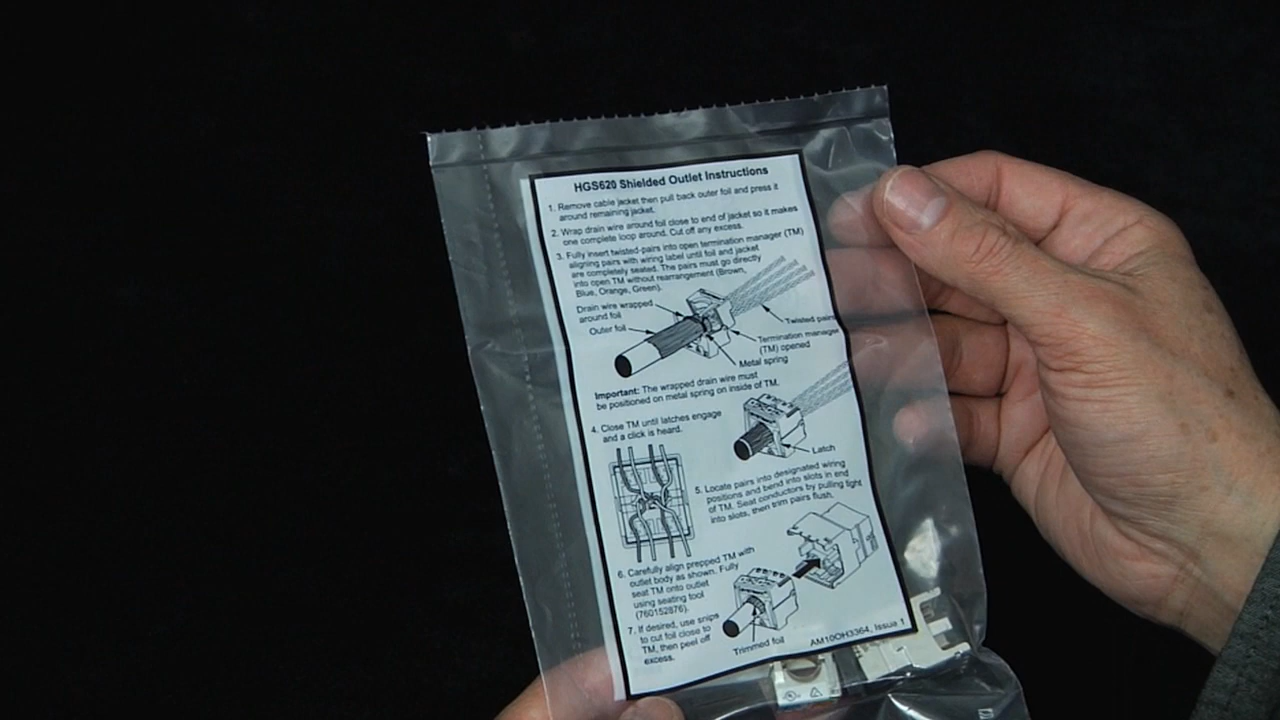 HGS620 Shielded Outlet Instructions
1. Remove cable jacket then pull back outer foil and press it
around remaining jacket.
2. Wrap drain wire around foil close to end of jacket so it makes
one complete loop around. Cut off any excess.
3. Fully insert twisted-pairs into open termination manager (TM)
aligning pairs with wiring label until foil and jacket
are completely seated. The pairs must go directly
into open TM without rearrangement (Brown,
Blue, Orange, Green).
Drain wire wrapped
around foil
Outer foil
Twisted pairs
Termination manager
(TM) opened
Metal spring
Important: The wrapped drain wire must
be positioned on metal spring on inside of TM.
4. Close TM until latches engage
and a click is heard.
Latch
5. Locate pairs into designated wiring
positions and bend into slots in end
of TM. Seat conductors by pulling tight
into slots, then trim pairs flush.
6. Carefully align prepped TM with
outlet body as shown. Fully
seat TM onto outlet
using seating tool
(760152876).
7. If desired, use snips
to cut foil close to
TM, then peel off
excess.
Trimmed foil
AM10OH3364, Issue 1